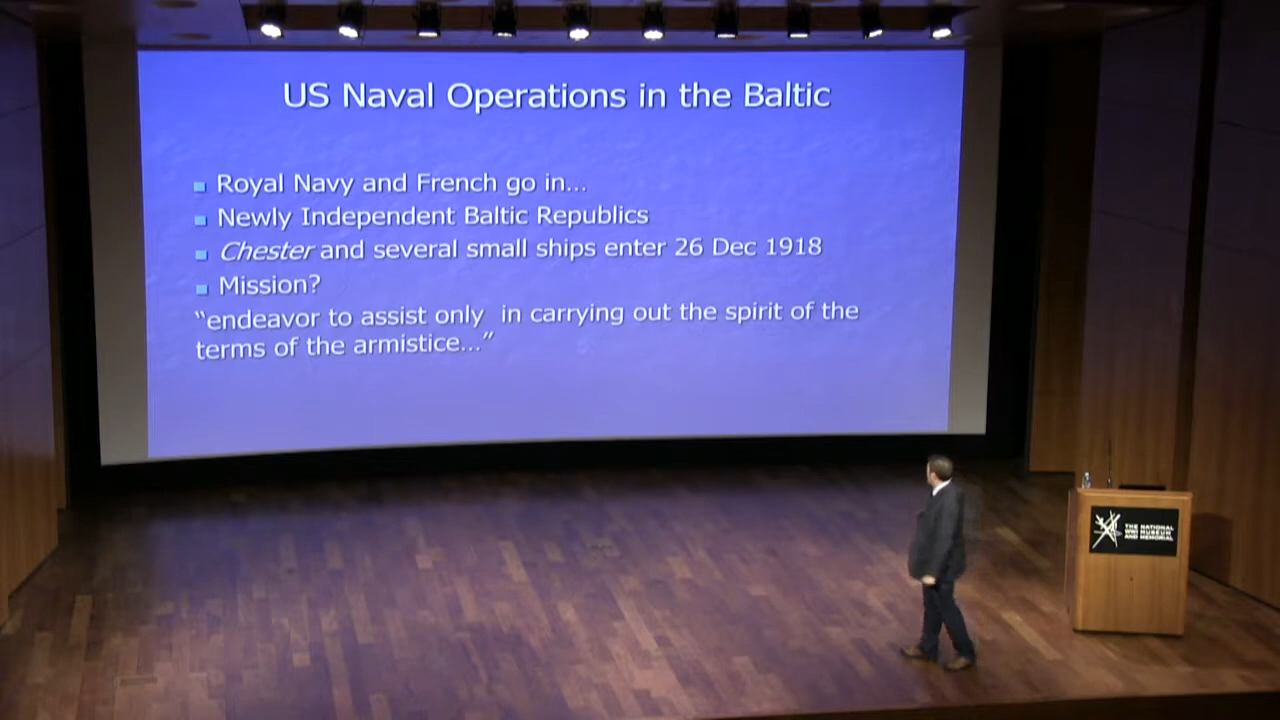 US Naval Operations in the Baltic
Royal Navy and French go in...
Newly Independent Baltic Republics
Chester and several small ships enter 26 Dec 1918
Mission?
“endeavor to assist only in carrying out the spirit of the
terms of the armistice...”
THE NATIONAL
WWI MUSEUM
AND MEMORIAL